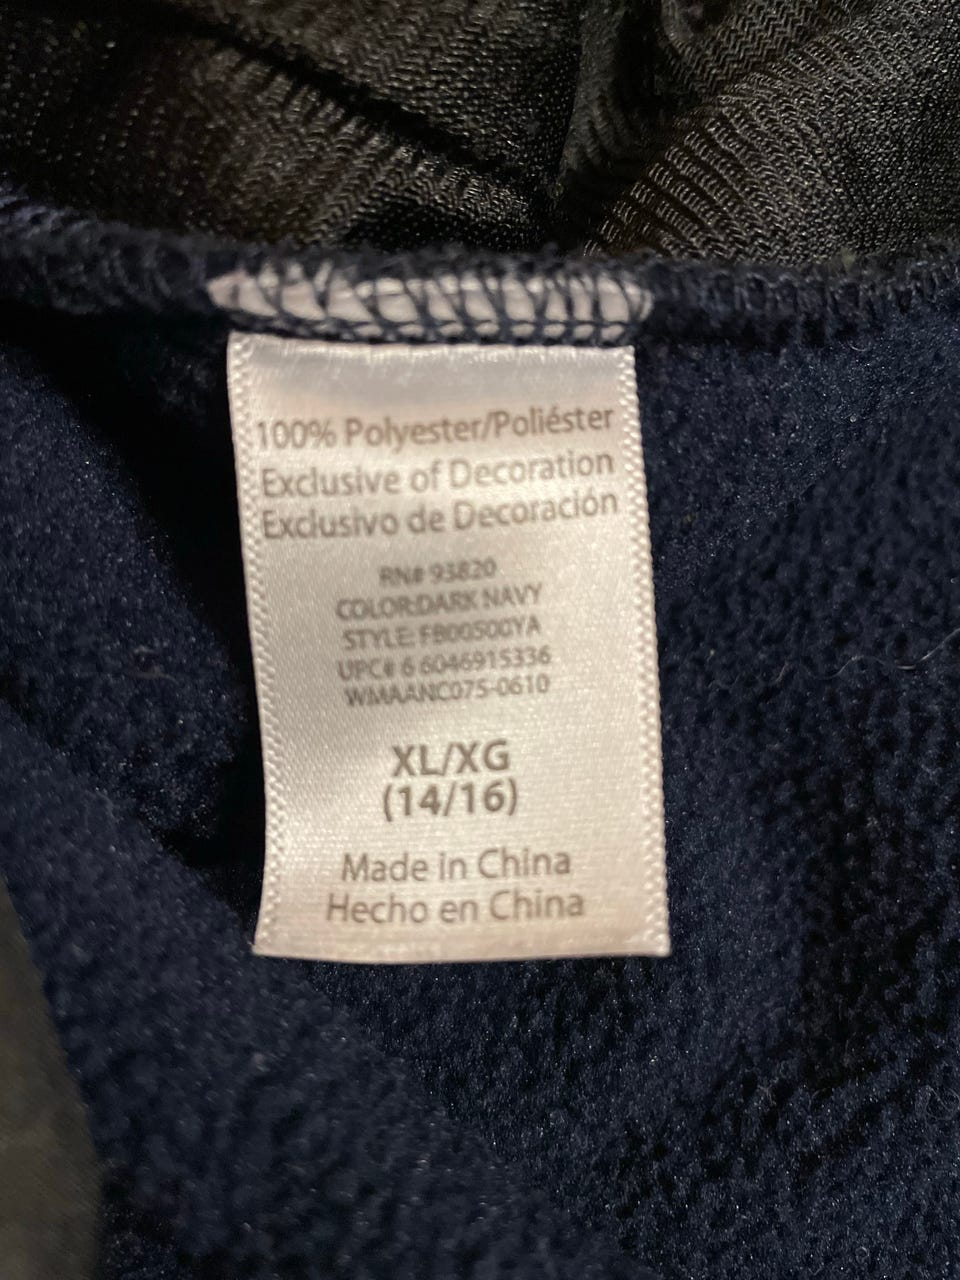 100% Polyester/Poliéster
Exclusive of Decoration
Exclusivo de Decoración
RN# 93820
COLOR:DARK NAVY
STYLE: FB00500YA
UPC# 6 6046915336
WMAANC075-0610
XL/XG
(14/16)
Made in China
Hecho en China